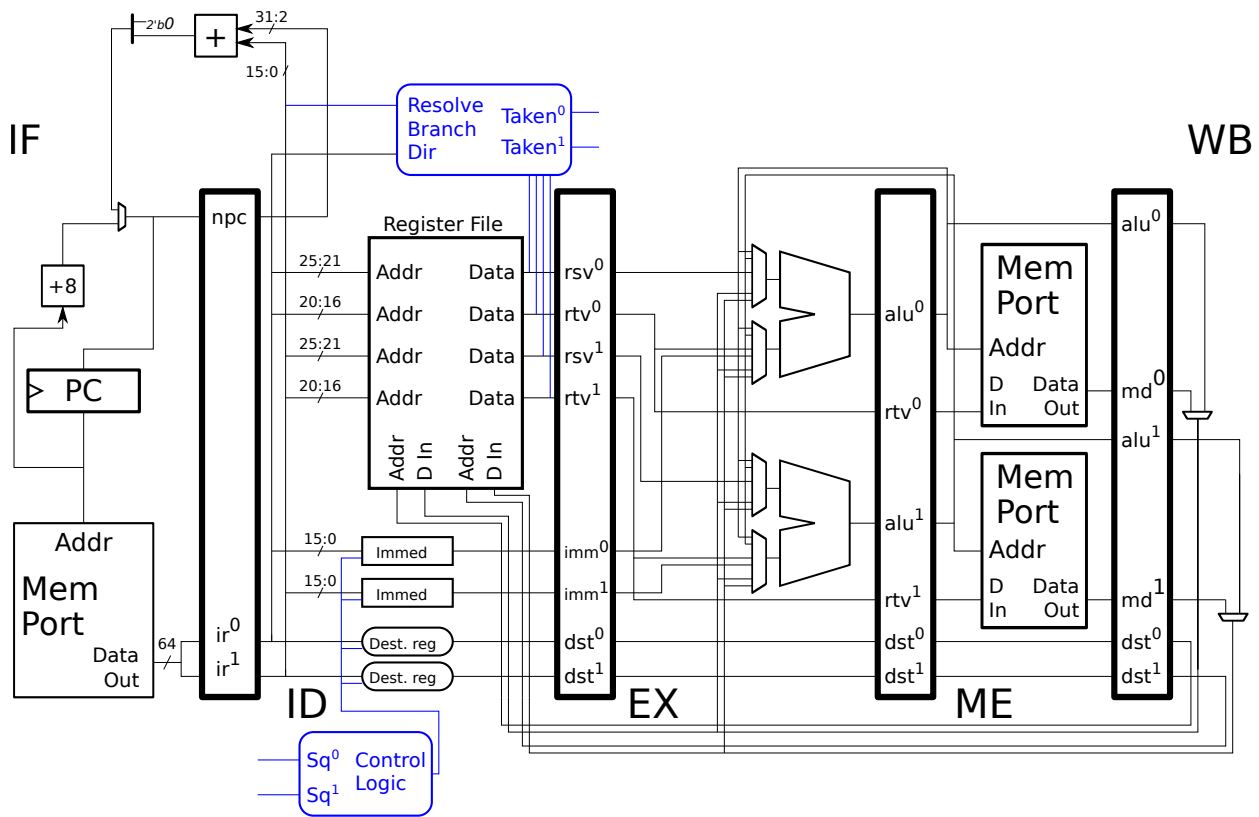 2'b0
+
31:2
15:0
IF
WB
Resolve
Branch
Dir
Taken⁰
Taken¹
npc
Register File
+8
PC
25:21
20:16
25:21
20:16
Addr
Addr
Addr
Addr
Data
Data
Data
Data
Addr
D In
Addr
D In
rsv⁰
rtv⁰
rsv¹
rtv¹
alu⁰
rtv⁰
alu¹
rtv¹
Mem
Port
Addr
D
In
Data
Out
Mem
Port
Addr
D
In
Data
Out
alu⁰
md⁰
alu¹
md¹
Addr
Mem
Port
Data
Out
64
ir⁰
ir¹
15:0
15:0
Immed
Immed
Dest. reg
Dest. reg
imm⁰
imm¹
dst⁰
dst¹
dst⁰
dst¹
dst⁰
dst¹
ID
EX
ME
Sq⁰
Sq¹
Control
Logic